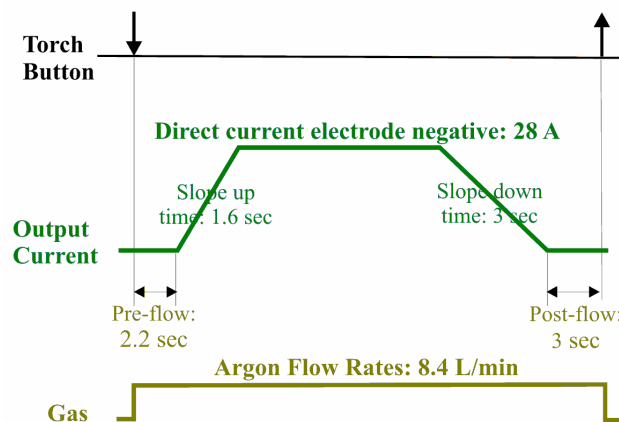 Torch
Button
Direct current electrode negative: 28 A
Slope up
time: 1.6 sec
Slope down
time: 3 sec
Output
Current
Pre-flow:
2.2 sec
Post-flow:
3 sec
Argon Flow Rates: 8.4 L/min
Gas